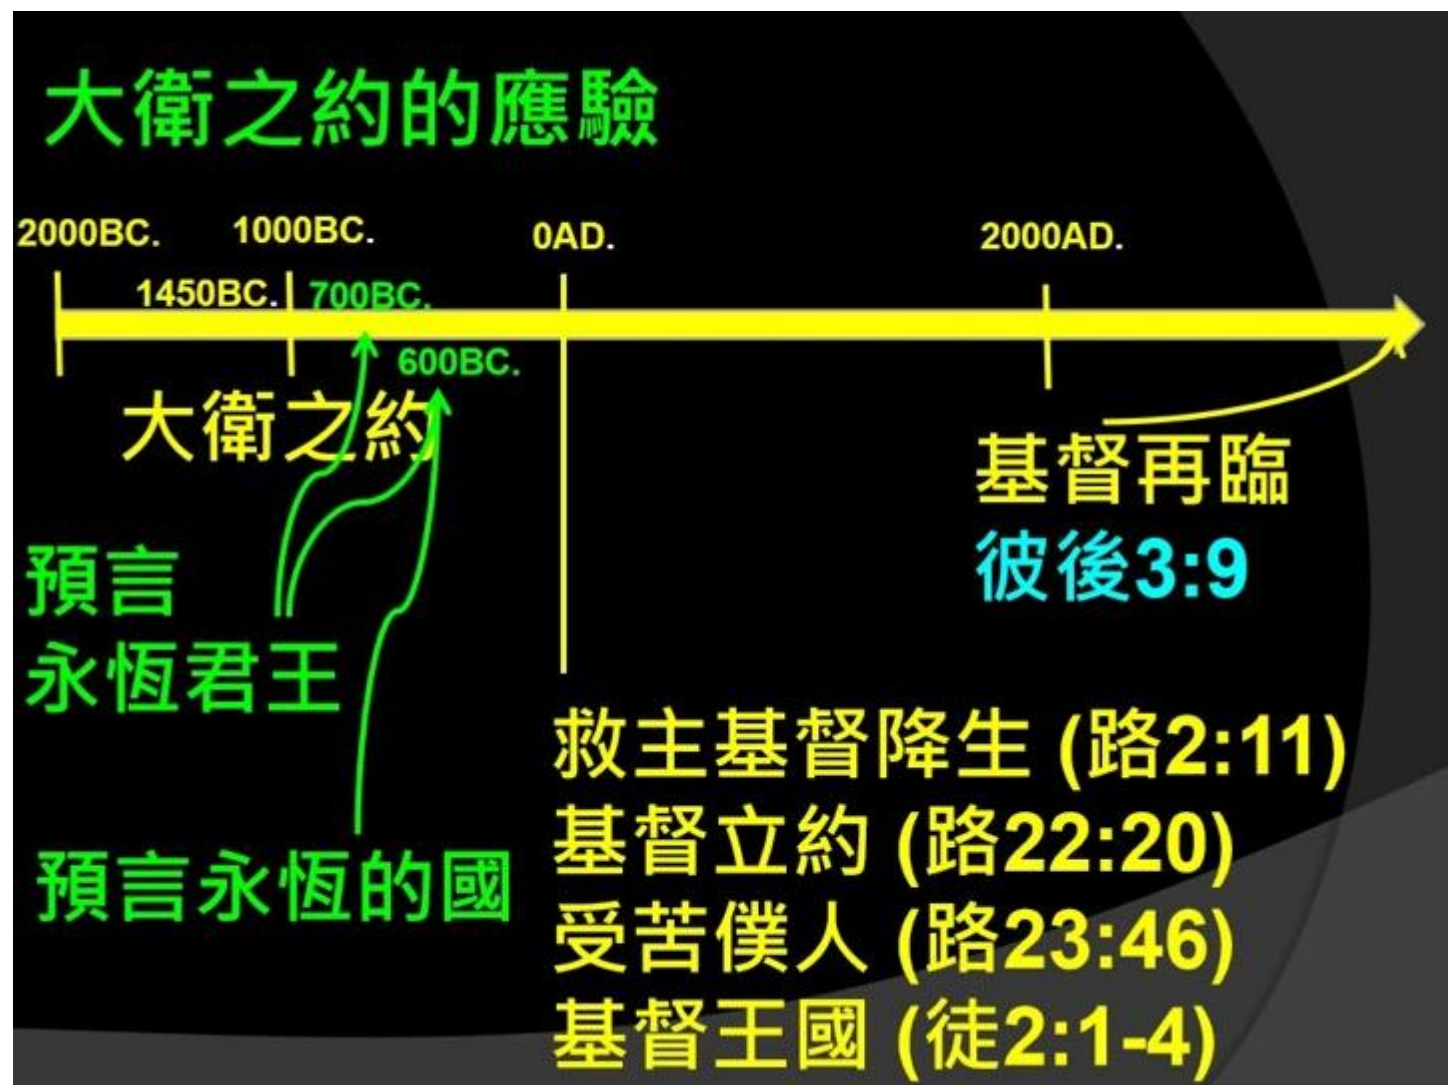 大衛之約的應驗
2000BC. 1000BC. 0AD. 2000AD.
1450BC. 700BC.
600BC.
大衛之約
基督再臨
彼後3:9
預言
永恆君王
救主基督降生 (路2:11)
基督立約 (路22:20)
預言永恆的國
受苦僕人 (路23:46)
基督王國 (徒2:1-4)